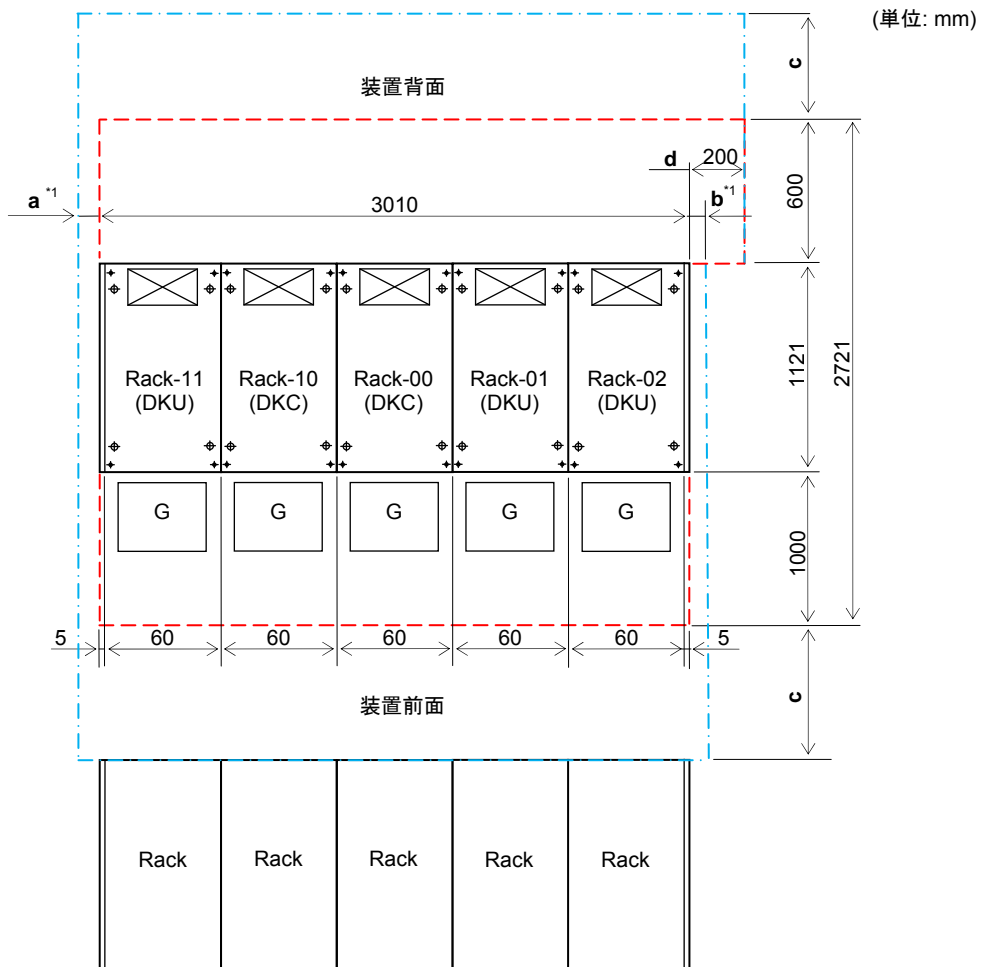 (単位: mm)
c
装置背面
d
200
a *1
3010
b*1
600
Rack-11
(DKU)
Rack-10
(DKC)
Rack-00
(DKC)
Rack-01
(DKU)
Rack-02
(DKU)
1121
2721
G
G
G
G
G
1000
5
60
60
60
60
60
5
装置前面
c
Rack
Rack
Rack
Rack
Rack